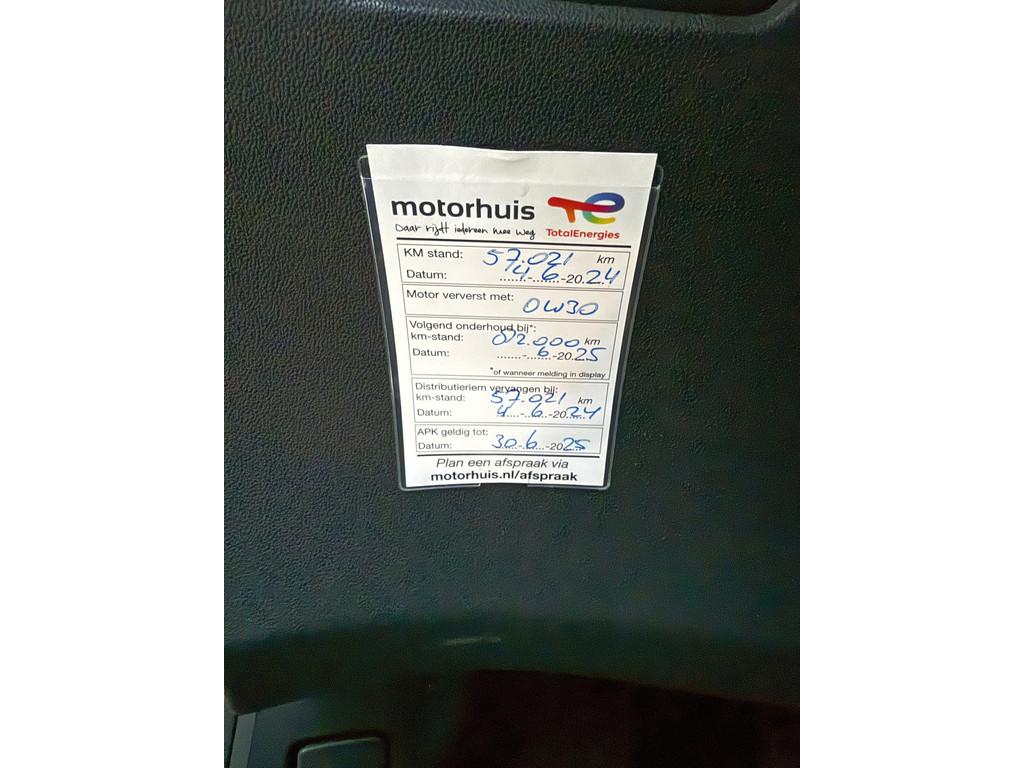 motorhuis
Daar rijdt iedereen mee weg
TotalEnergies
KM stand: 57.021 km
Datum: 4-6-2024
Motor ververst met:
0W30
Volgend onderhoud bij*:
km-stand: 82.000 km
Datum: .......-6-2025
*of wanneer melding in display
Distributieriem vervangen bij:
km-stand: 57.021 km
Datum: 4-6-2024
APK geldig tot:
Datum: 30-6-2025
Plan een afspraak via
motorhuis.nl/afspraak